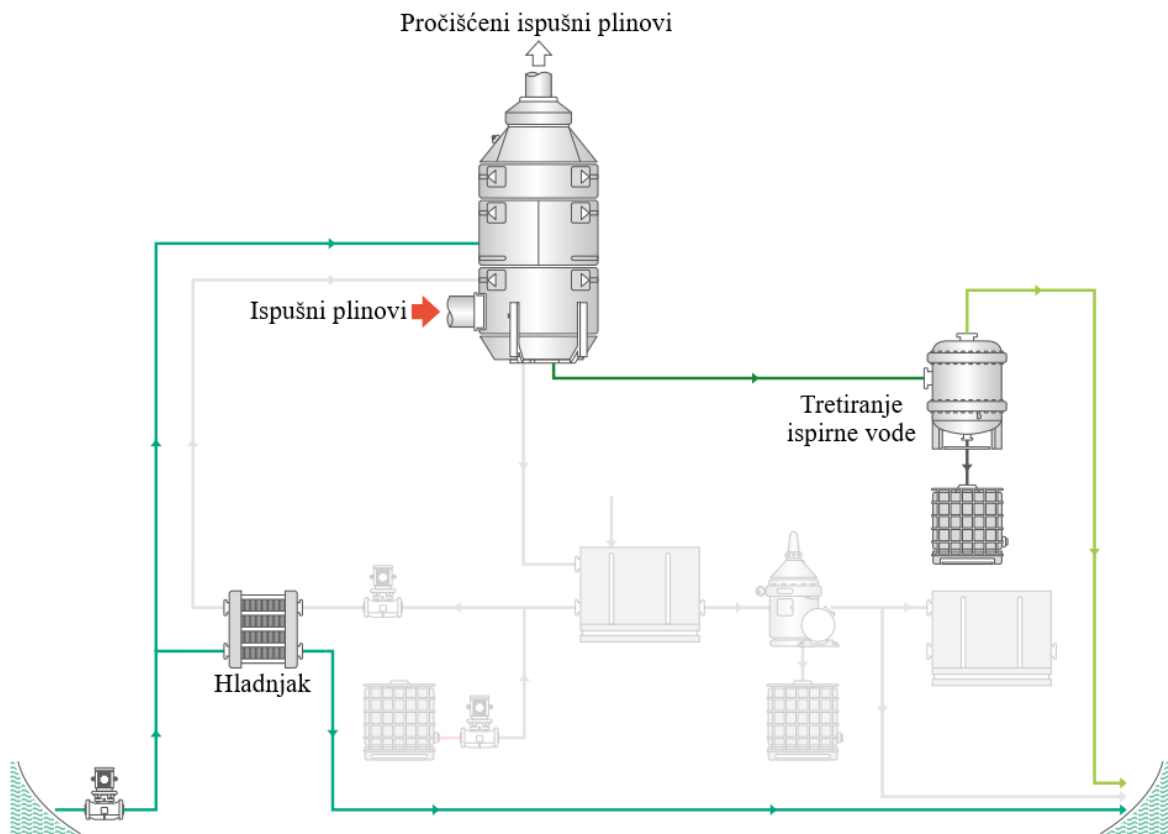 Pročišćeni ispušni plinovi
Ispušni plinovi
Tretiranje
ispirne vode
Hladnjak